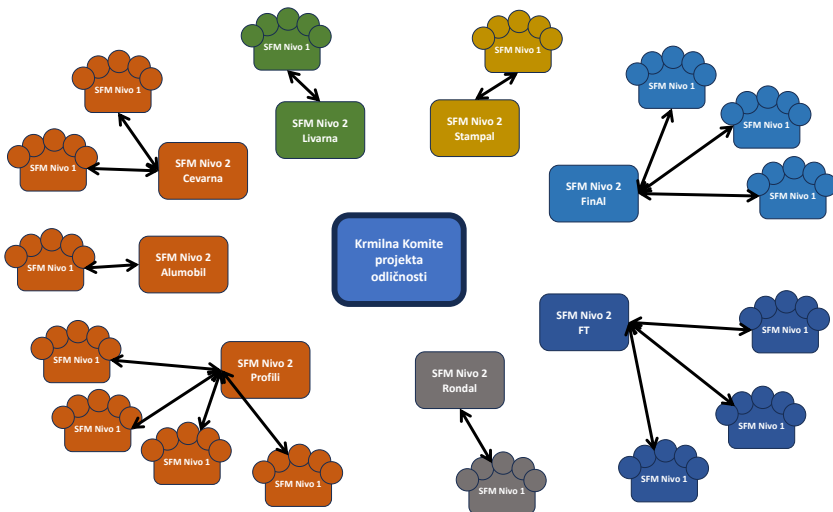 SFM Nivo 1
SFM Nivo 1
SFM Nivo 1
SFM Nivo 1
SFM Nivo 1
SFM Nivo 2
Livarna
SFM Nivo 2
Stampal
SFM Nivo 1
SFM Nivo 2
Cevarna
SFM Nivo 2
FinAl
SFM Nivo 1
SFM Nivo 1
SFM Nivo 2
Alumobil
Krmilna Komite
projekta
odličnosti
SFM Nivo 1
SFM Nivo 2
FT
SFM Nivo 1
SFM Nivo 1
SFM Nivo 2
Profili
SFM Nivo 2
Rondal
SFM Nivo 1
SFM Nivo 1
SFM Nivo 1
SFM Nivo 1
SFM Nivo 1
SFM Nivo 1
SFM Nivo 1